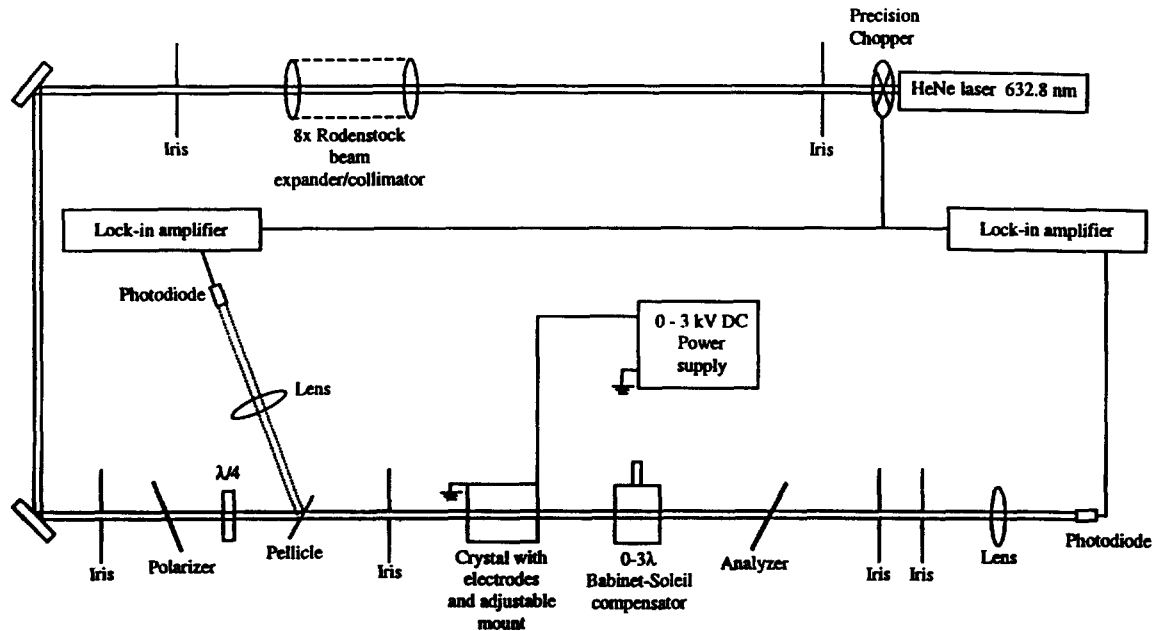 Precision
Chopper
HeNe laser 632.8 nm
Iris
8x Rodenstock
beam
expander/collimator
Iris
Lock-in amplifier
Lock-in amplifier
Photodiode
0 - 3 kV DC
Power
supply
Lens
λ/4
Iris
Polarizer
Pellicle
Iris
Crystal with
electrodes
and adjustable
mount
0-3λ
Babinet-Soleil
compensator
Analyzer
Iris
Iris
Lens
Photodiode